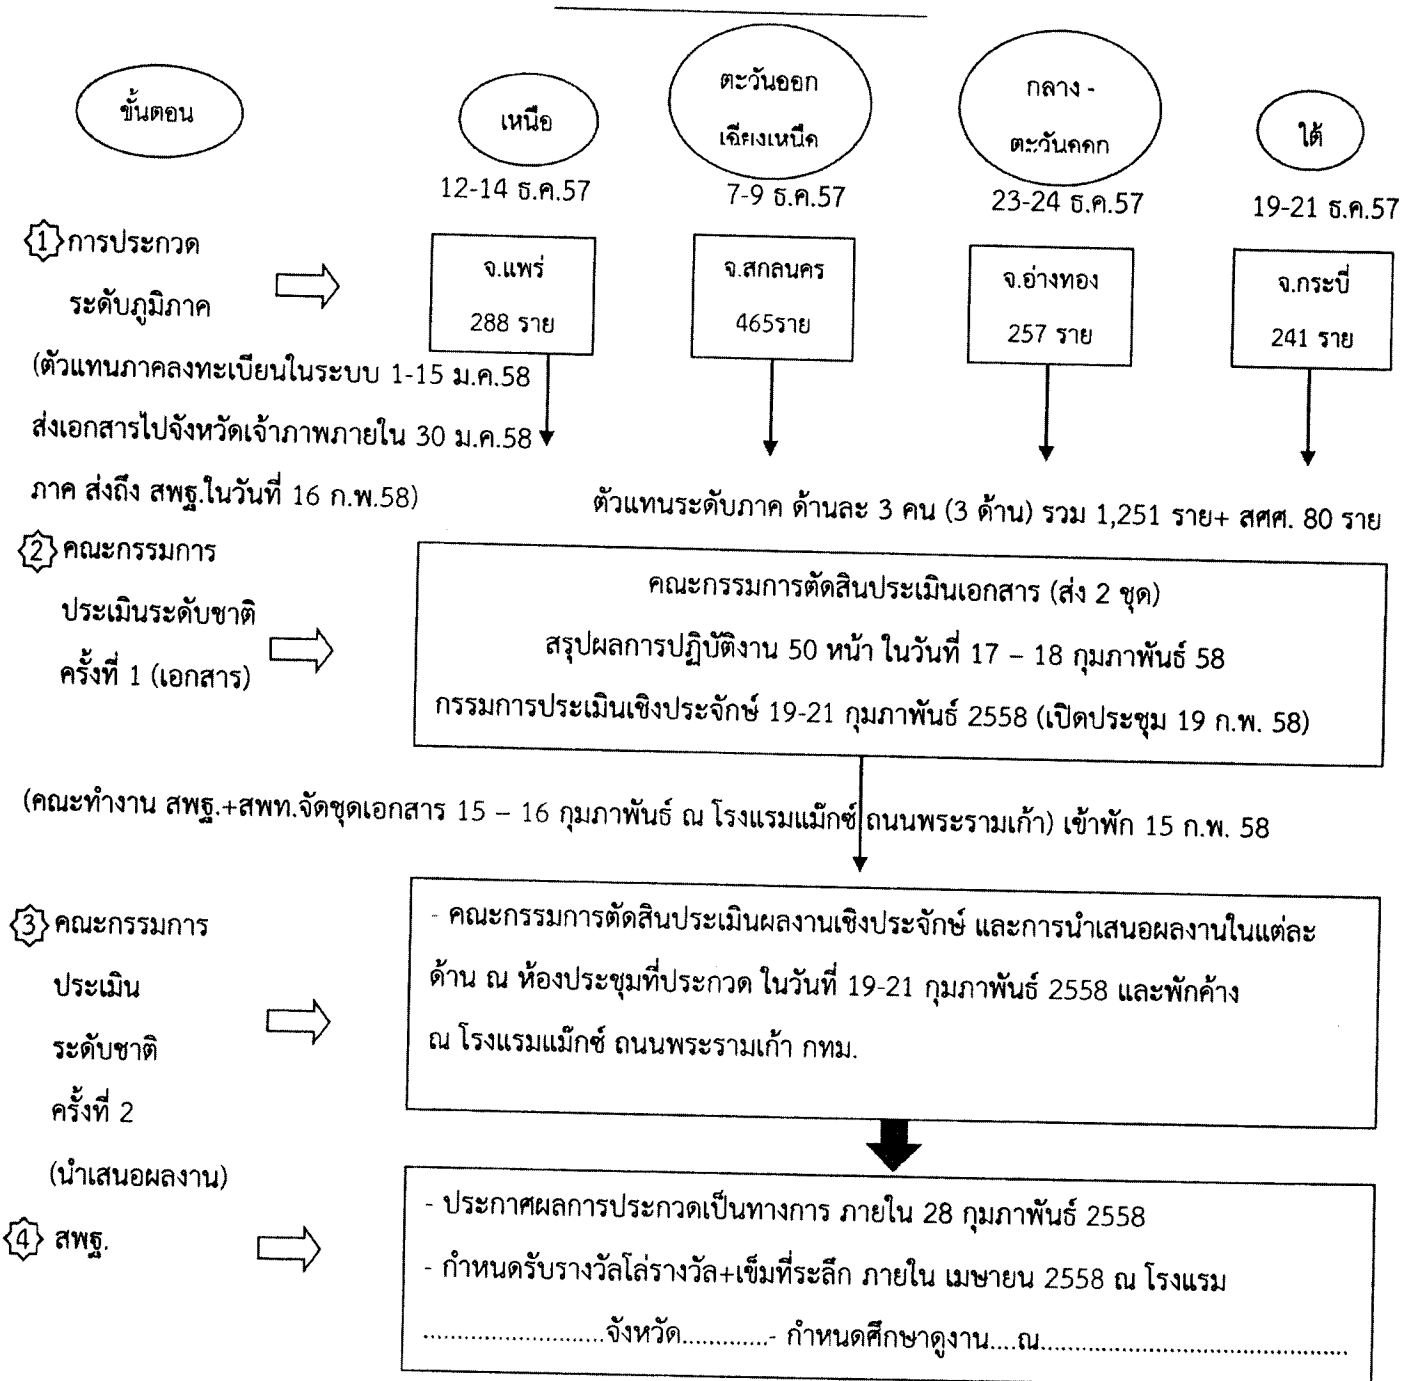 ขั้นตอน
เหนือ
ตะวันออก
เฉียงเหนือ
กลาง -
ตะวันออก
ใต้
12-14 ธ.ค.57
7-9 ธ.ค.57
23-24 ธ.ค.57
19-21 ธ.ค.57
1 การประกวด
ระดับภูมิภาค
จ.แพร่
288 ราย
จ.สกลนคร
465ราย
จ.อ่างทอง
257 ราย
จ.กระบี่
241 ราย
(ตัวแทนภาคลงทะเบียนในระบบ 1-15 ม.ค.58
ส่งเอกสารไปจังหวัดเจ้าภาพภายใน 30 ม.ค.58
ภาค ส่งถึง สพฐ.ในวันที่ 16 ก.พ.58)
ตัวแทนระดับภาค ด้านละ 3 คน (3 ด้าน) รวม 1,251 ราย+ สศศ. 80 ราย
2 คณะกรรมการ
ประเมินระดับชาติ
ครั้งที่ 1 (เอกสาร)
คณะกรรมการตัดสินประเมินเอกสาร (ส่ง 2 ชุด)
สรุปผลการปฏิบัติงาน 50 หน้า ในวันที่ 17 – 18 กุมภาพันธ์ 58
กรรมการประเมินเชิงประจักษ์ 19-21 กุมภาพันธ์ 2558 (เปิดประชุม 19 ก.พ. 58)
(คณะทำงาน สพฐ.+สพท.จัดชุดเอกสาร 15 – 16 กุมภาพันธ์ ณ โรงแรมแม๊กซ์ ถนนพระรามเก้า) เข้าพัก 15 ก.พ. 58
3 คณะกรรมการ
ประเมิน
ระดับชาติ
ครั้งที่ 2
(นำเสนอผลงาน)
- คณะกรรมการตัดสินประเมินผลงานเชิงประจักษ์ และการนำเสนอผลงานในแต่ละ
ด้าน ณ ห้องประชุมที่ประกวด ในวันที่ 19-21 กุมภาพันธ์ 2558 และพักค้าง
ณ โรงแรมแม๊กซ์ ถนนพระรามเก้า กทม.
4 สพฐ.
- ประกาศผลการประกวดเป็นทางการ ภายใน 28 กุมภาพันธ์ 2558
- กำหนดรับรางวัลโล่รางวัล+เข็มที่ระลึก ภายใน เมษายน 2558 ณ โรงแรม
...........................จังหวัด.............- กำหนดศึกษาดูงาน....ณ..............................................